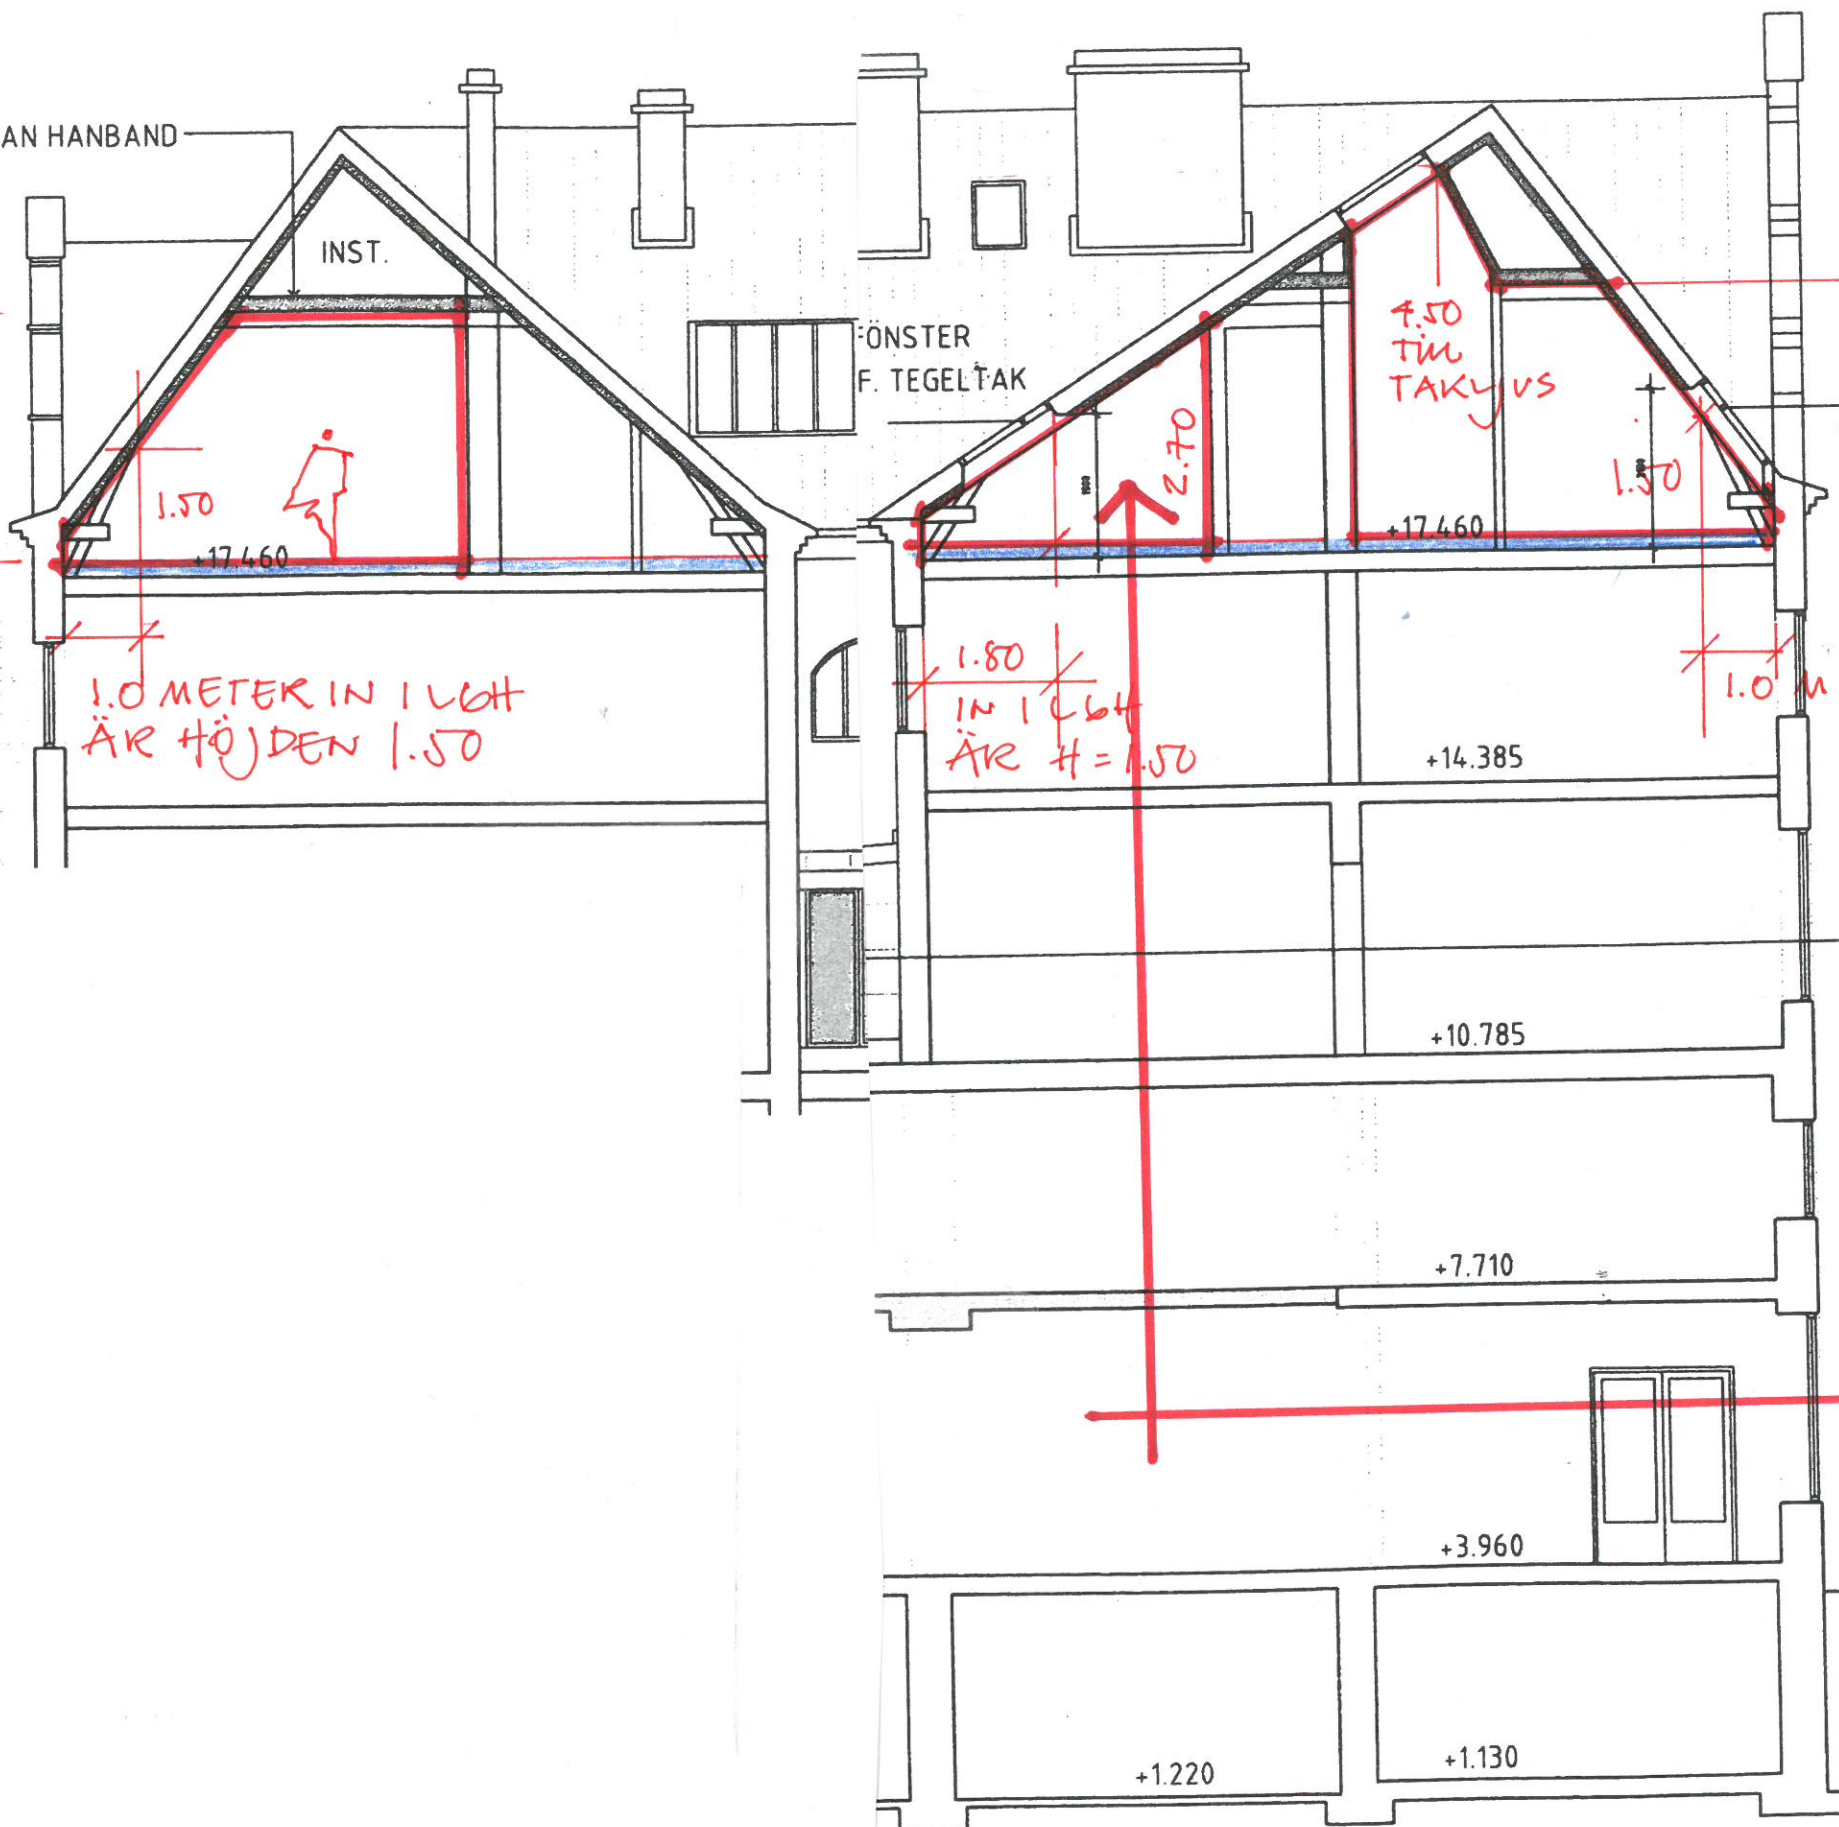 AN HANBAND
INST.
1.50
+17.460
1.0 METER IN I LGH
ÄR HÖJDEN 1.50
FÖNSTER
F. TEGELTAK
2.70
4.50
TILL
TAKLJUS
1.50
+17.460
1.80
IN I LGH
ÄR H = 1.50
1.0 M
+14.385
+10.785
+7.710
+3.960
+1.220
+1.130